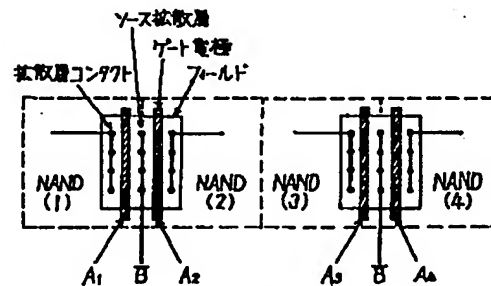 ソース拡散層
ゲート電極
拡散層コンタクト
フィールド
NAND
(1)
NAND
(2)
NAND
(3)
NAND
(4)
A1
B̅
A2
A3
B̅
A4